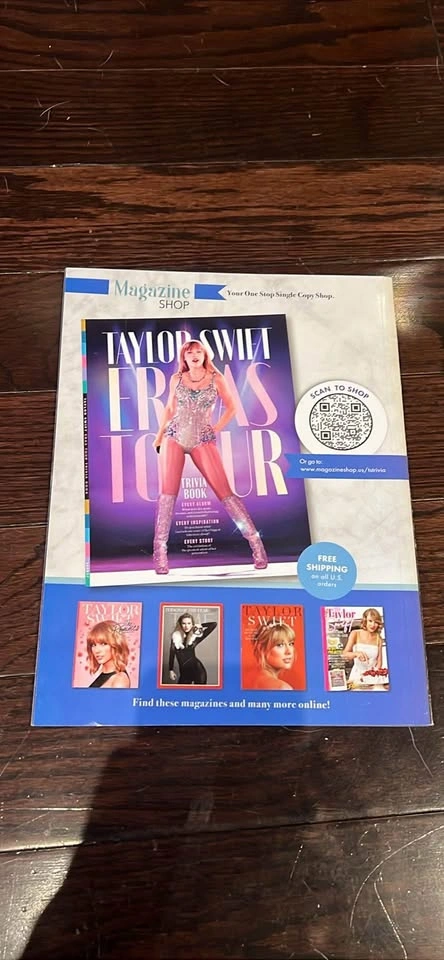 Magazine
SHOP
Your One Stop Single Copy Shop.
TAYLOR SWIFT
ERAS
TOUR
TRIVIA
BOOK
EVERY ALBUM
EVERY INSPIRATION
EVERY STORY
SCAN TO SHOP
Or go to:
www.magazineshop.us/tstrivia
FREE
SHIPPING
on all U.S.
orders
TAYLOR
TAYLOR
SWIFT
Taylor
Find these magazines and many more online!